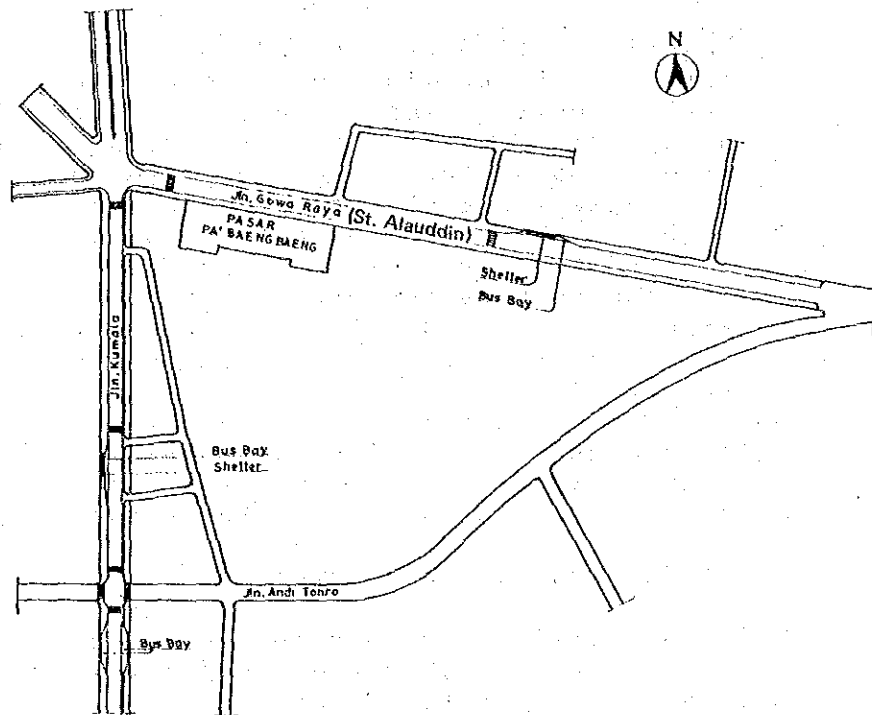 N
Jln. Gowa Raya (St. Alauddin)
PASAR
PA' BAENG BAENG
Shelter
Bus Bay
Jln. Kumala
Bus Bay
Shelter
Jln. Andi Tonro
Bus Bay